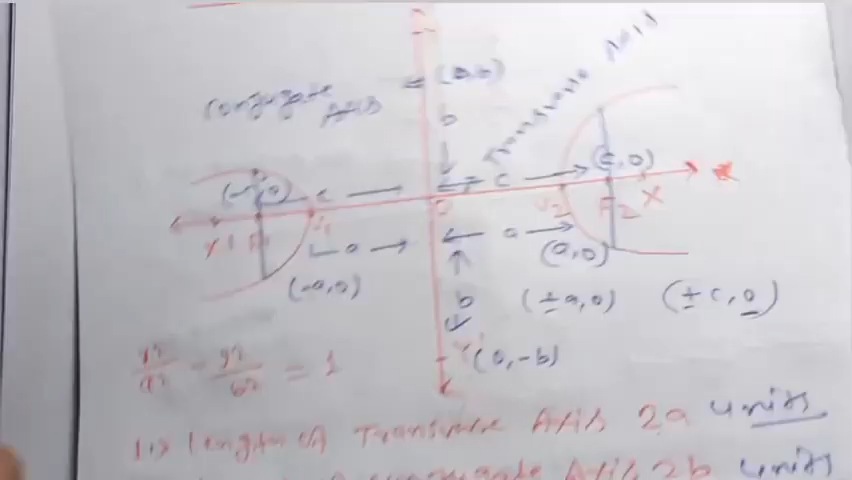 Transverse Axis
Conjugate Axis
(0,b)
b
(-c,0) c
c
(c,0)
X' F1 V1
O
V2 F2 X
a
a
(-a,0)
(a,0)
b
(±a,0) (±c,0)
Y' (0,-b)
x²/a² - y²/b² = 1
1.) Length of Transverse Axis 2a units
Conjugate Axis 2b units